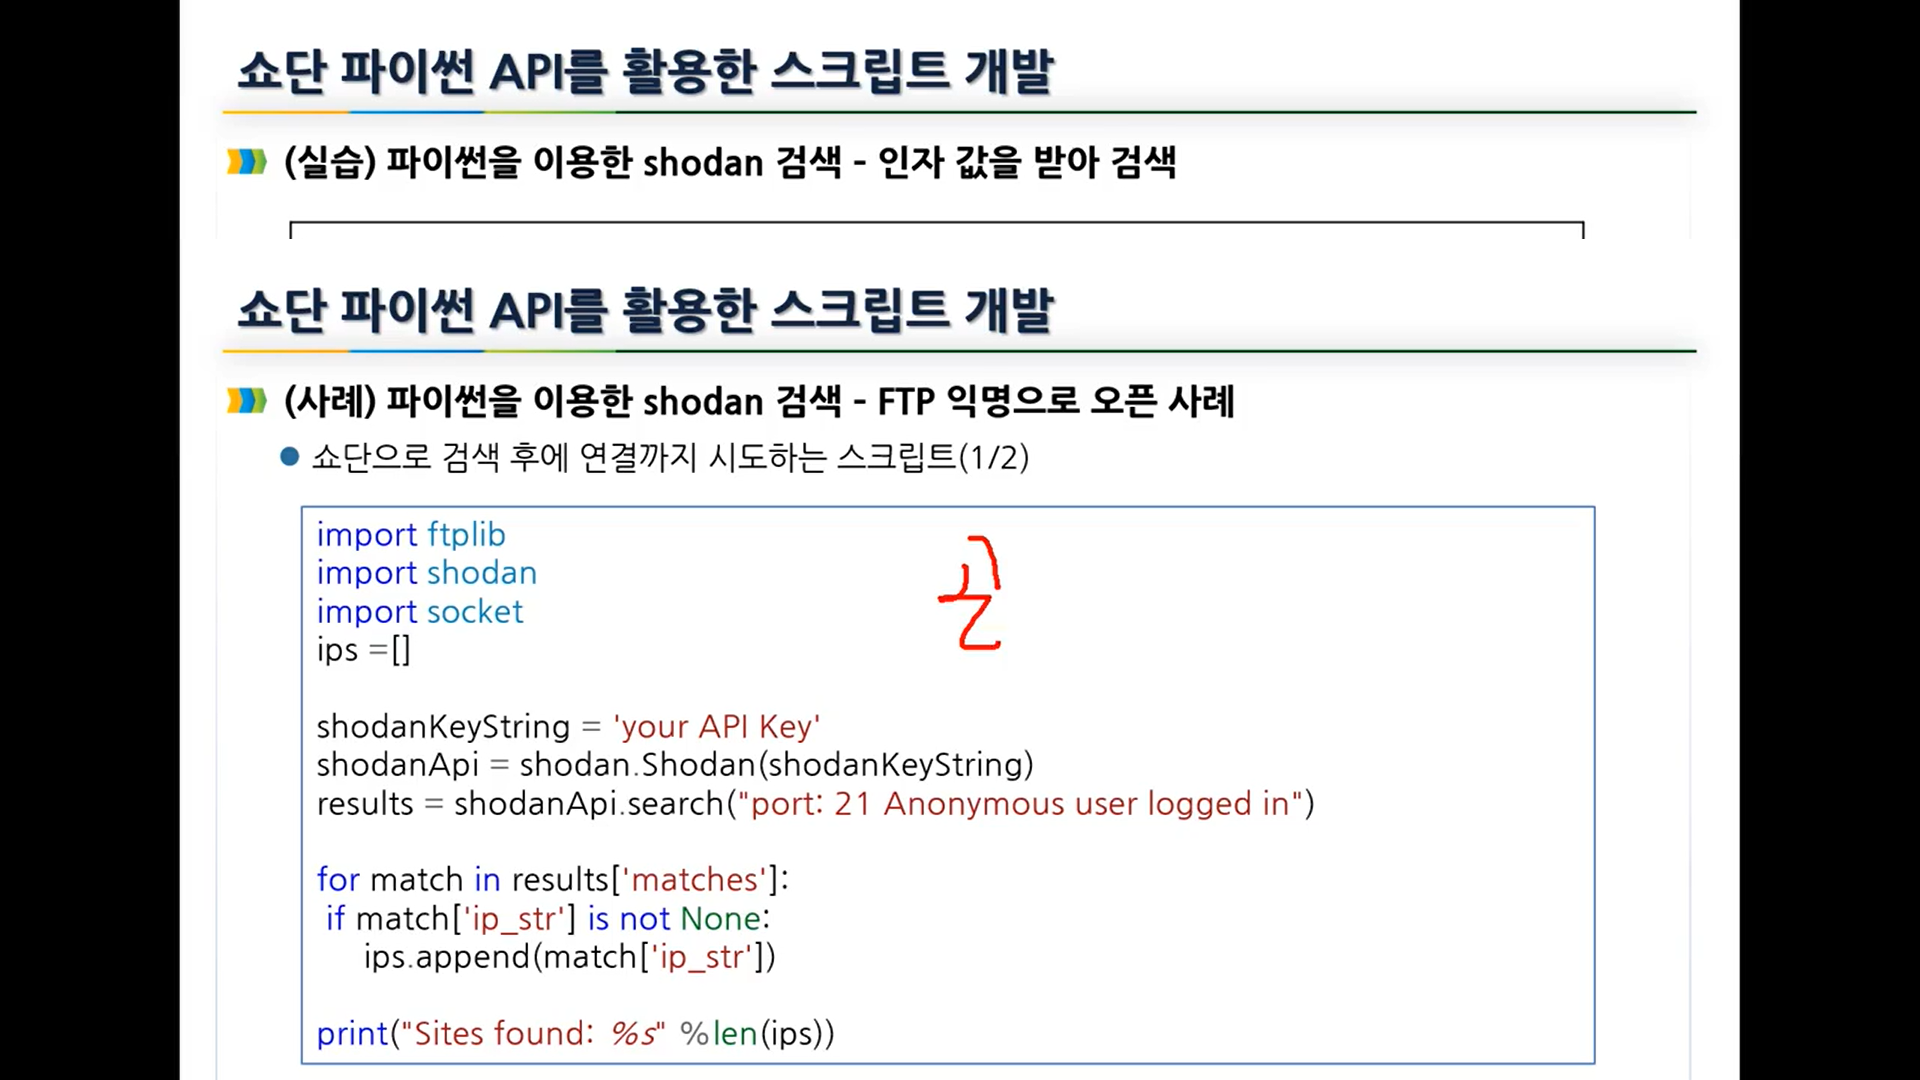 쇼단 파이썬 API를 활용한 스크립트 개발
(실습) 파이썬을 이용한 shodan 검색 - 인자 값을 받아 검색
쇼단 파이썬 API를 활용한 스크립트 개발
(사례) 파이썬을 이용한 shodan 검색 - FTP 익명으로 오픈 사례
쇼단으로 검색 후에 연결까지 시도하는 스크립트(1/2)
import ftplib
import shodan
import socket
ips =[]
shodanKeyString = 'your API Key'
shodanApi = shodan.Shodan(shodanKeyString)
results = shodanApi.search("port: 21 Anonymous user logged in")
for match in results['matches']:
if match['ip_str'] is not None:
ips.append(match['ip_str'])
print("Sites found: %s" %len(ips))